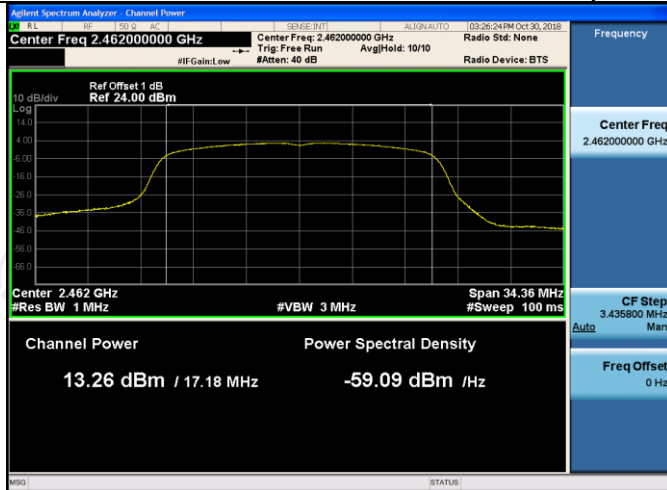 Agilent Spectrum Analyzer - Channel Power
RL RF 50 Ω AC SENSE:INT ALIGNAUTO 03:26:24PM Oct 30, 2018
Center Freq 2.462000000 GHz
Center Freq: 2.462000000 GHz
Radio Std: None
Trig: Free Run Avg|Hold: 10/10
#IFGain:Low
#Atten: 40 dB
Radio Device: BTS
Frequency
Ref Offset 1 dB
10 dB/div Ref 24.00 dBm
Log
14.0
4.00
-6.00
-16.0
-26.0
-36.0
-46.0
-56.0
-66.0
Center Freq
2.462000000 GHz
Center 2.462 GHz Span 34.36 MHz
#Res BW 1 MHz #VBW 3 MHz #Sweep 100 ms
CF Step
3.435800 MHz
Auto Man
Channel Power Power Spectral Density
13.26 dBm / 17.18 MHz -59.09 dBm /Hz
Freq Offset
0 Hz
MSG STATUS